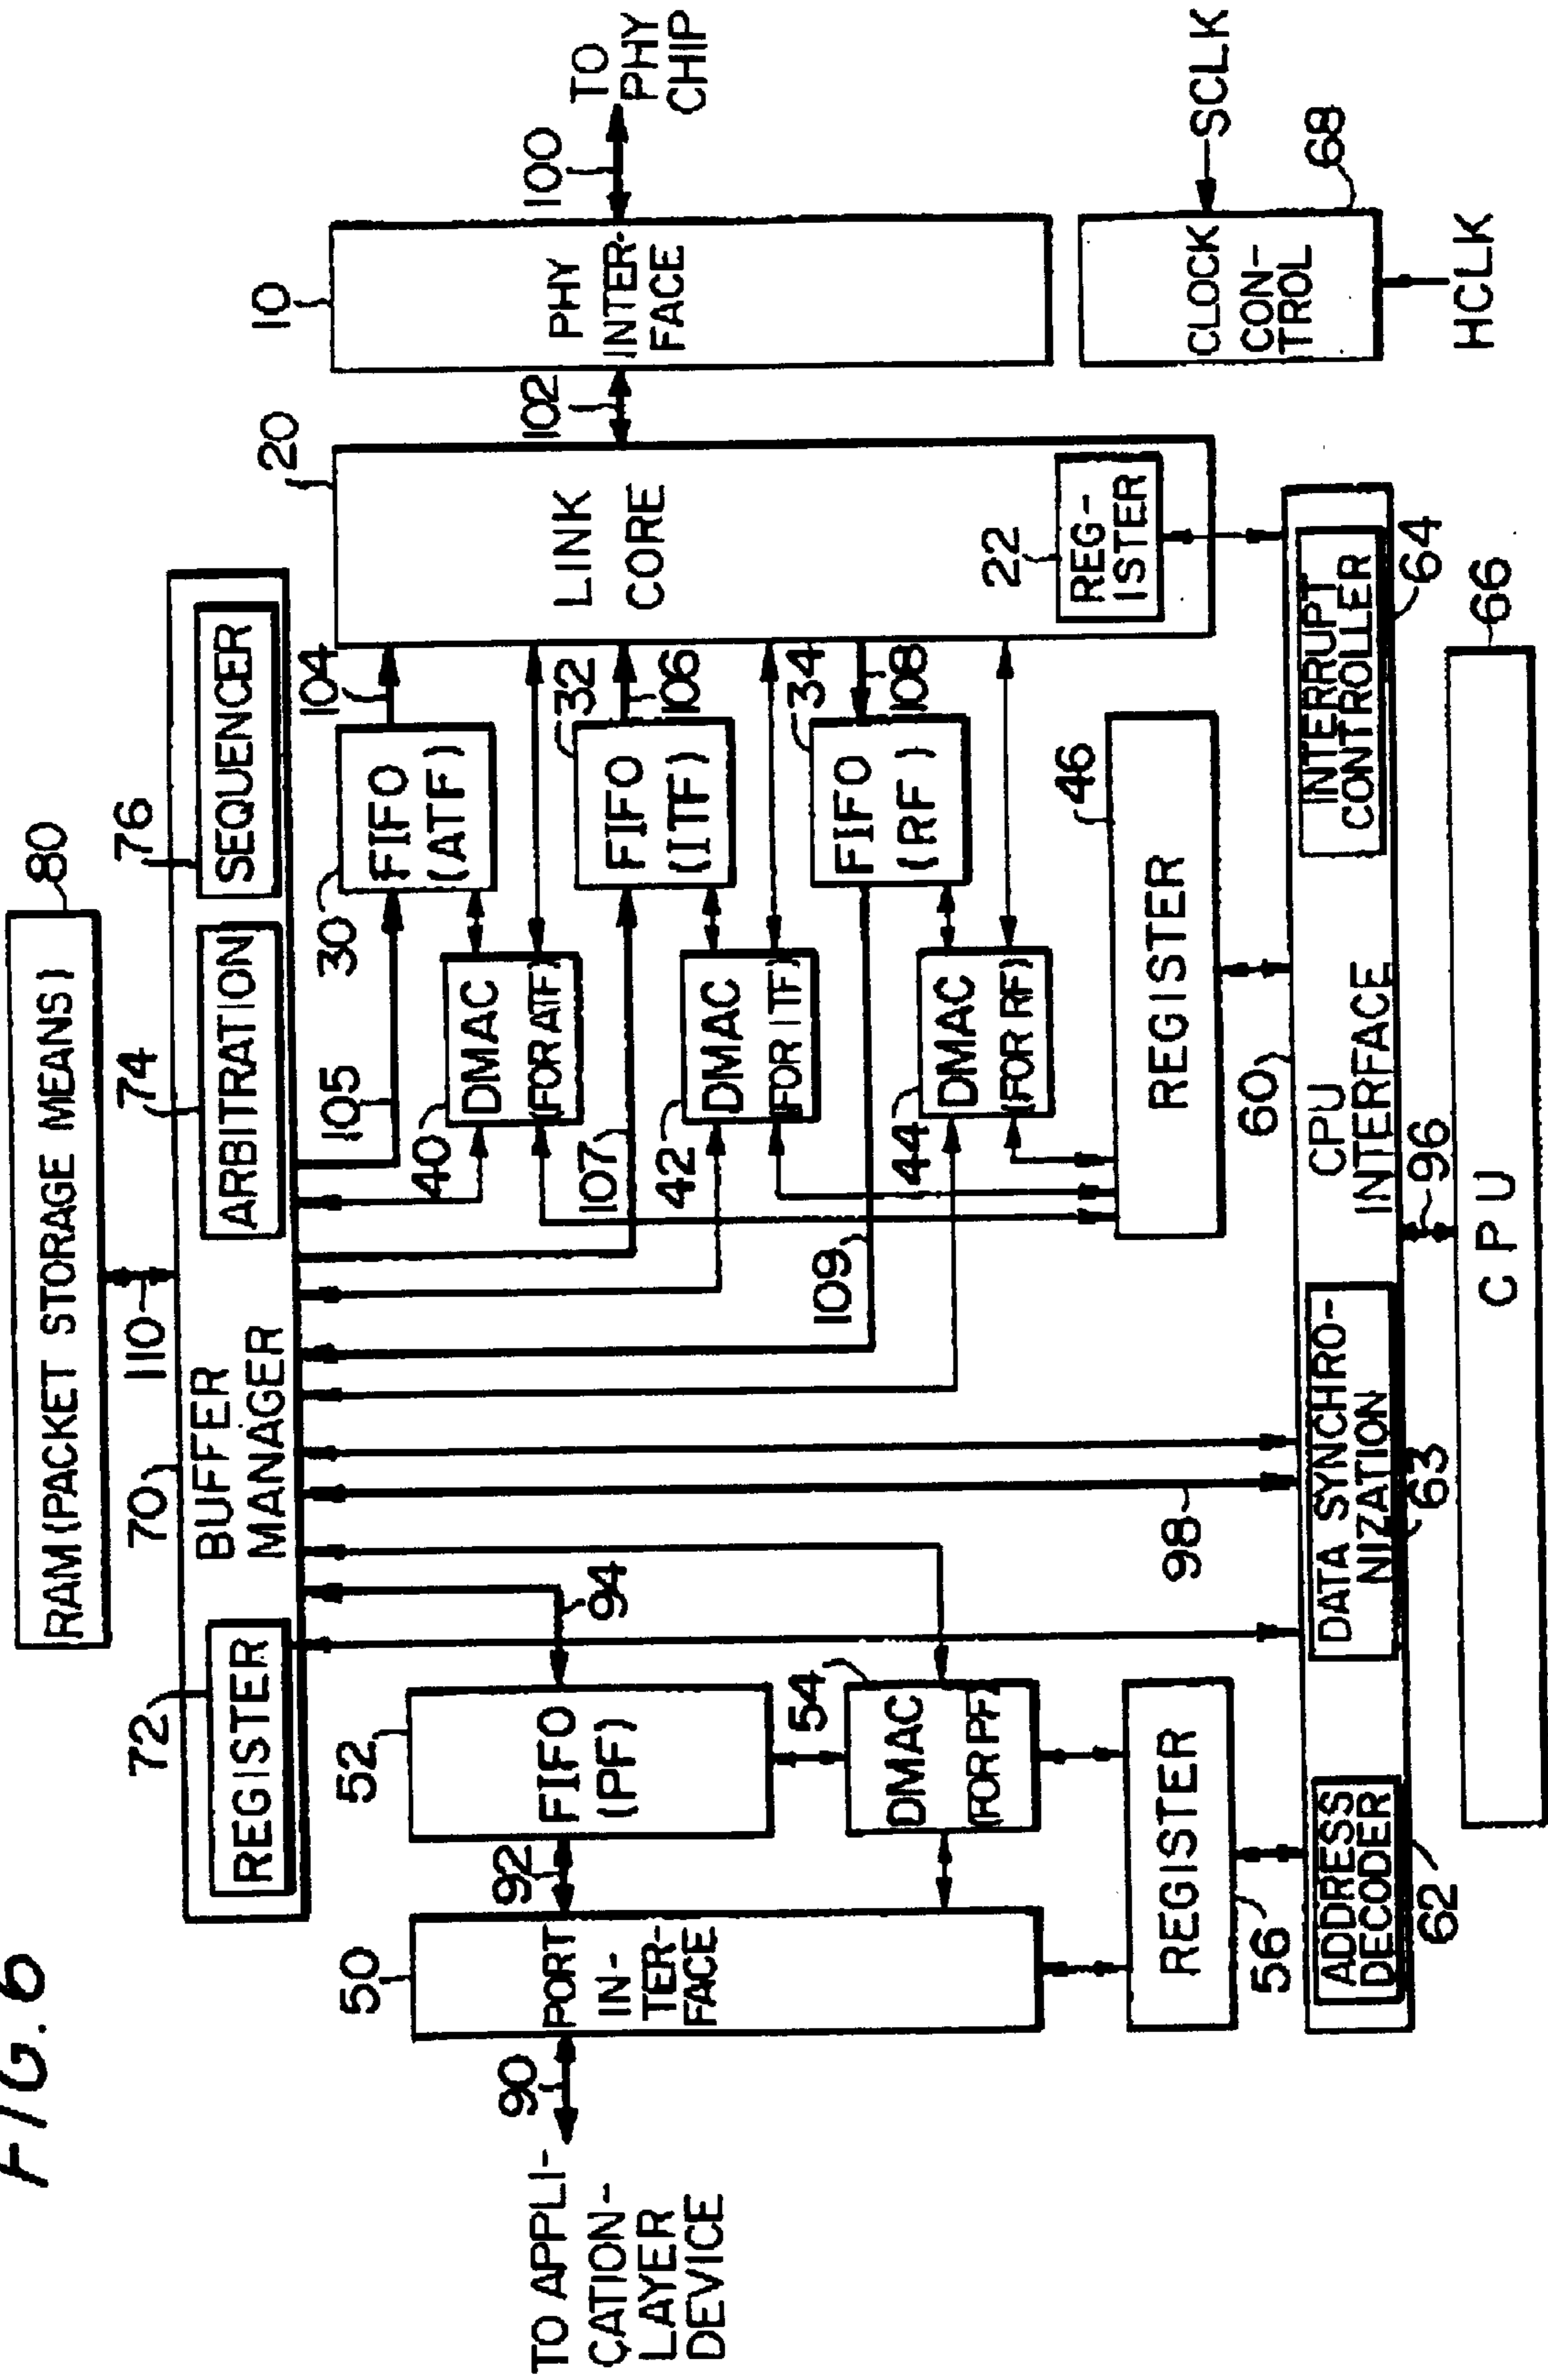 FIG. 6
RAM (PACKET STORAGE MEANS)
80
110
70
72
74
76
REGISTER
BUFFER
MANAGER
ARBITRATION
SEQUENCER
20
10
TO APPLI-
CATION-
LAYER
DEVICE
90
50
PORT
IN-
TER-
FACE
92
52
FIFO
(PF)
94
54
DMAC
(FOR PF)
REGISTER
56
98
105
30
FIFO
(ATF)
104
40
DMAC
(FOR ATF)
107
32
FIFO
(ITF)
106
42
DMAC
(FOR ITF)
109
34
FIFO
(RF)
108
44
DMAC
(FOR RF)
46
REGISTER
LINK
CORE
22
REG-
ISTER
102
PHY
INTER-
FACE
100
TO
PHY
CHIP
CLOCK
CON-
TROL
SCLK
68
HCLK
60
ADDRESS
DECODER
62
DATA SYNCHRO-
NIZATION
63
CPU
INTERFACE
INTERRUPT
CONTROLLER
64
96
CPU
66